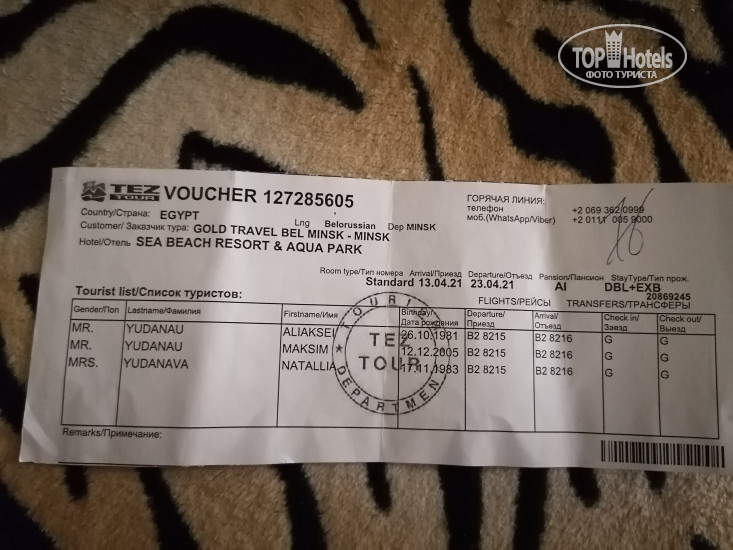 TOP Hotels
ФОТО ТУРИСТА
TEZ TOUR VOUCHER 127285605
ГОРЯЧАЯ ЛИНИЯ:
телефон +2 069 362 0999
моб.(WhatsApp/Viber) +2 0111 005 9000
Country/Страна: EGYPT Lng Belorussian Dep MINSK
Customer/ Заказчик тура: GOLD TRAVEL BEL MINSK - MINSK
Hotel/Отель SEA BEACH RESORT & AQUA PARK
Room type/Тип номера Arrival/Приезд Departure/Отъезд Pansion/Пансион StayType/Тип прож.
Standard 13.04.21 23.04.21 AI DBL+EXB
20869245
Tourist list/Список туристов: FLIGHTS/РЕЙСЫ TRANSFERS/ТРАНСФЕРЫ
Gender/Пол Lastname/Фамилия Firstname/Имя Birthday/ Departure/ Arrival/ Check in/ Check out/
Дата рождения Приезд Отъезд Заезд Выезд
MR. YUDANAU ALIAKSEI 26.10.1981 B2 8215 B2 8216 G G
MR. YUDANAU MAKSIM 12.12.2005 B2 8215 B2 8216 G G
MRS. YUDANAVA NATALLIA 17.11.1983 B2 8215 B2 8216 G G
TEZ
TOUR
DEPARTMEN
Remarks/Примечание: